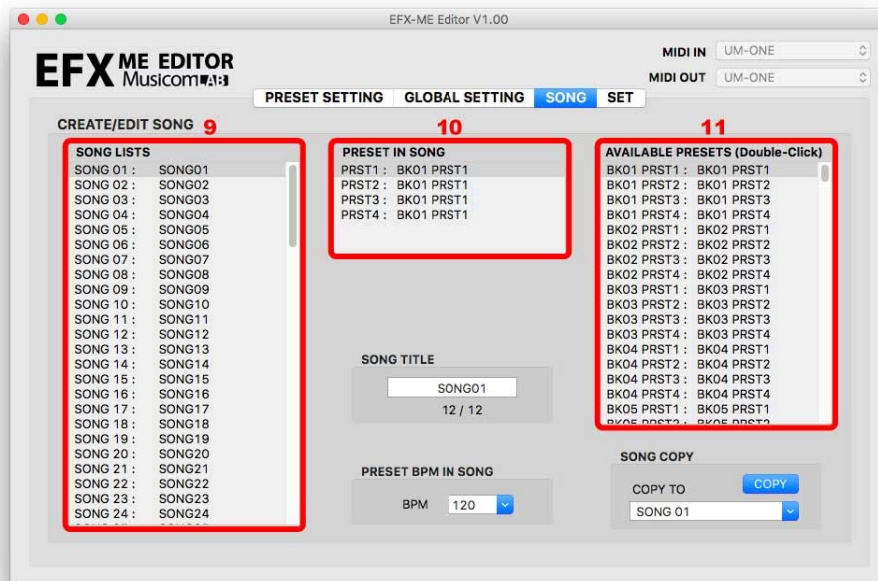 EFX-ME Editor V1.00
EFX ME EDITOR
MusicomLAB
MIDI IN UM-ONE
MIDI OUT UM-ONE
PRESET SETTING GLOBAL SETTING SONG SET
CREATE/EDIT SONG
9
10
11
SONG LISTS
SONG 01 : SONG01
SONG 02 : SONG02
SONG 03 : SONG03
SONG 04 : SONG04
SONG 05 : SONG05
SONG 06 : SONG06
SONG 07 : SONG07
SONG 08 : SONG08
SONG 09 : SONG09
SONG 10 : SONG10
SONG 11 : SONG11
SONG 12 : SONG12
SONG 13 : SONG13
SONG 14 : SONG14
SONG 15 : SONG15
SONG 16 : SONG16
SONG 17 : SONG17
SONG 18 : SONG18
SONG 19 : SONG19
SONG 20 : SONG20
SONG 21 : SONG21
SONG 22 : SONG22
SONG 23 : SONG23
SONG 24 : SONG24
PRESET IN SONG
PRST1 : BK01 PRST1
PRST2 : BK01 PRST1
PRST3 : BK01 PRST1
PRST4 : BK01 PRST1
SONG TITLE
SONG01
12 / 12
PRESET BPM IN SONG
BPM 120
AVAILABLE PRESETS (Double-Click)
BK01 PRST1 : BK01 PRST1
BK01 PRST2 : BK01 PRST2
BK01 PRST3 : BK01 PRST3
BK01 PRST4 : BK01 PRST4
BK02 PRST1 : BK02 PRST1
BK02 PRST2 : BK02 PRST2
BK02 PRST3 : BK02 PRST3
BK02 PRST4 : BK02 PRST4
BK03 PRST1 : BK03 PRST1
BK03 PRST2 : BK03 PRST2
BK03 PRST3 : BK03 PRST3
BK03 PRST4 : BK03 PRST4
BK04 PRST1 : BK04 PRST1
BK04 PRST2 : BK04 PRST2
BK04 PRST3 : BK04 PRST3
BK04 PRST4 : BK04 PRST4
BK05 PRST1 : BK05 PRST1
BK05 PRST2 : BK05 PRST2
SONG COPY
COPY TO COPY
SONG 01